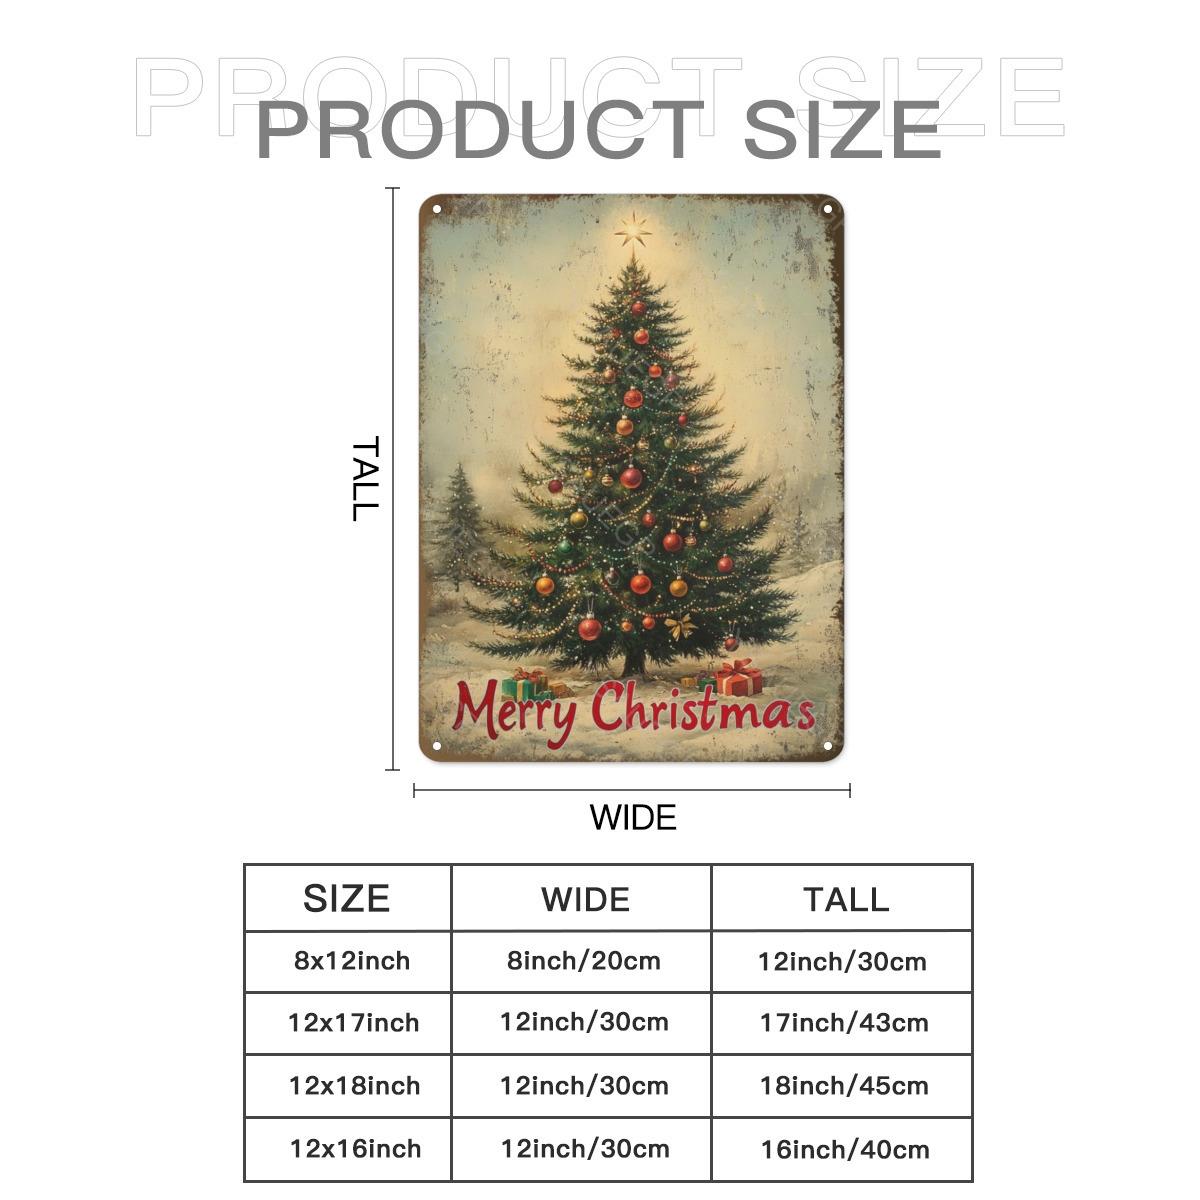 PRODUCT SIZE
PRODUCT SIZE
TALL
Merry Christmas
WIDE
SIZE WIDE TALL
8x12inch 8inch/20cm 12inch/30cm
12x17inch 12inch/30cm 17inch/43cm
12x18inch 12inch/30cm 18inch/45cm
12x16inch 12inch/30cm 16inch/40cm